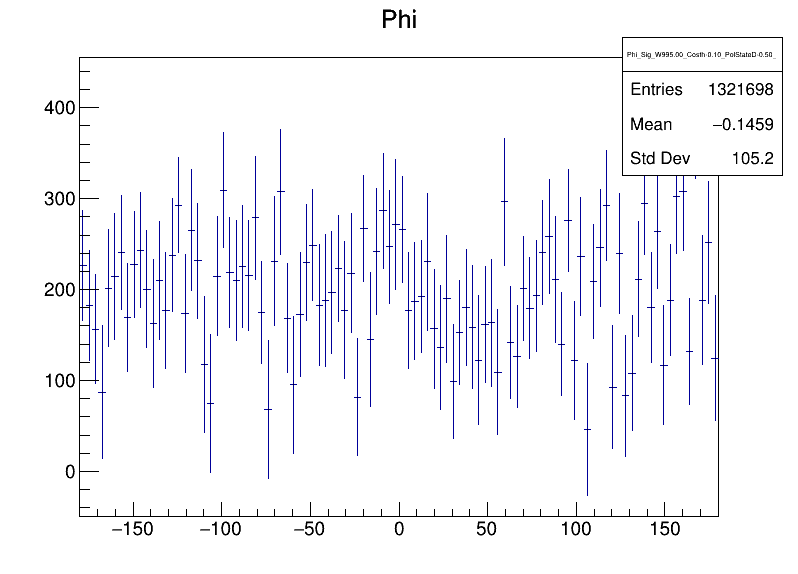 Phi
Phi_Sig_W995.00_Costh-0.10_PolStateD-0.50_
Entries 1321698
Mean −0.1459
Std Dev 105.2
400
300
200
100
0
−150 −100 −50 0 50 100 150